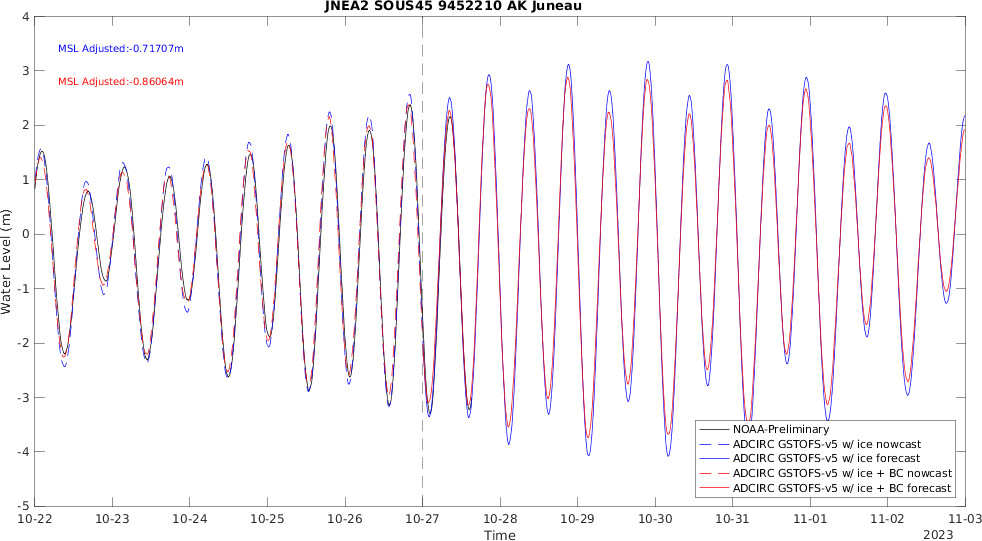 JNEA2 SOUS45 9452210 AK Juneau
MSL Adjusted:-0.71707m
MSL Adjusted:-0.86064m
Water Level (m)
4
3
2
1
0
-1
-2
-3
-4
-5
NOAA-Preliminary
ADCIRC GSTOFS-v5 w/ ice nowcast
ADCIRC GSTOFS-v5 w/ ice forecast
ADCIRC GSTOFS-v5 w/ ice + BC nowcast
ADCIRC GSTOFS-v5 w/ ice + BC forecast
10-22 10-23 10-24 10-25 10-26 10-27 10-28 10-29 10-30 10-31 11-01 11-02 11-03
Time
2023